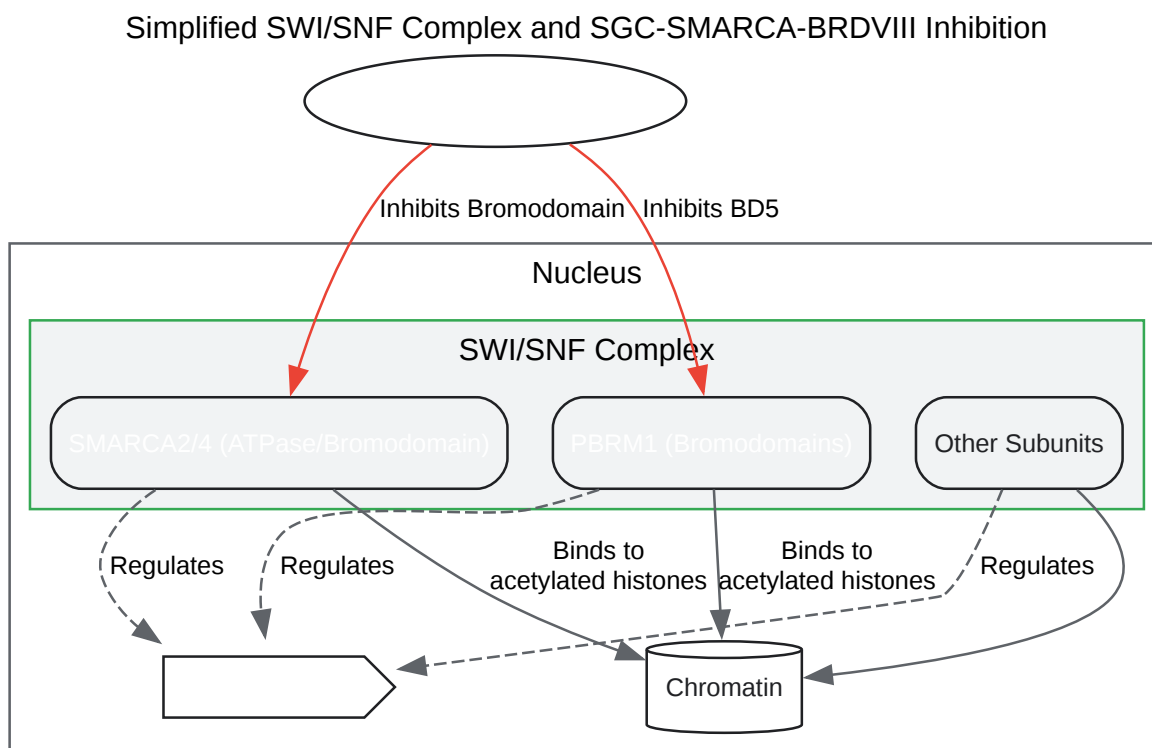 Simplified SWI/SNF Complex and SGC-SMARCA-BRDVIII Inhibition
Inhibits Bromodomain
Inhibits BD5
Nucleus
SWI/SNF Complex
SMARCA2/4 (ATPase/Bromodomain)
PBRM1 (Bromodomains)
Other Subunits
Regulates
Regulates
Binds to
acetylated histones
Binds to
acetylated histones
Regulates
Chromatin